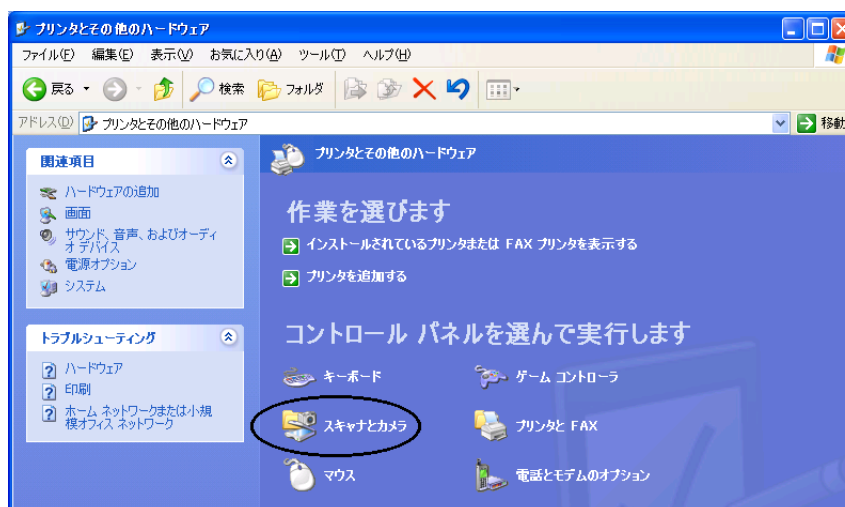 プリンタとその他のハードウェア
ファイル(F) 編集(E) 表示(V) お気に入り(A) ツール(T) ヘルプ(H)
戻る 検索 フォルダ
アドレス(D) プリンタとその他のハードウェア 移動
関連項目
ハードウェアの追加
画面
サウンド、音声、およびオーディ
オ デバイス
電源オプション
システム
トラブルシューティング
ハードウェア
印刷
ホーム ネットワークまたは小規
模オフィス ネットワーク
プリンタとその他のハードウェア
作業を選びます
インストールされているプリンタまたは FAX プリンタを表示する
プリンタを追加する
コントロール パネルを選んで実行します
キーボード
ゲーム コントローラ
スキャナとカメラ
プリンタと FAX
マウス
電話とモデムのオプション